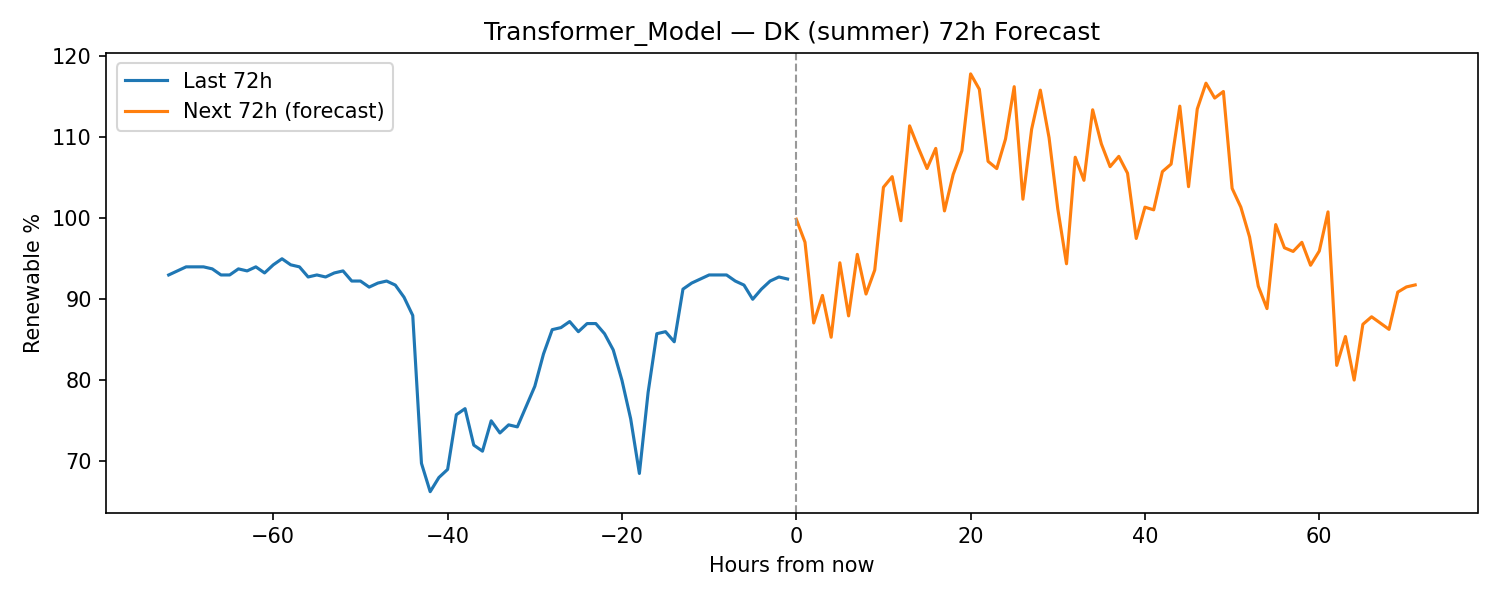 Transformer_Model — DK (summer) 72h Forecast
Last 72h
Next 72h (forecast)
Renewable %
120
110
100
90
80
70
−60 −40 −20 0 20 40 60
Hours from now